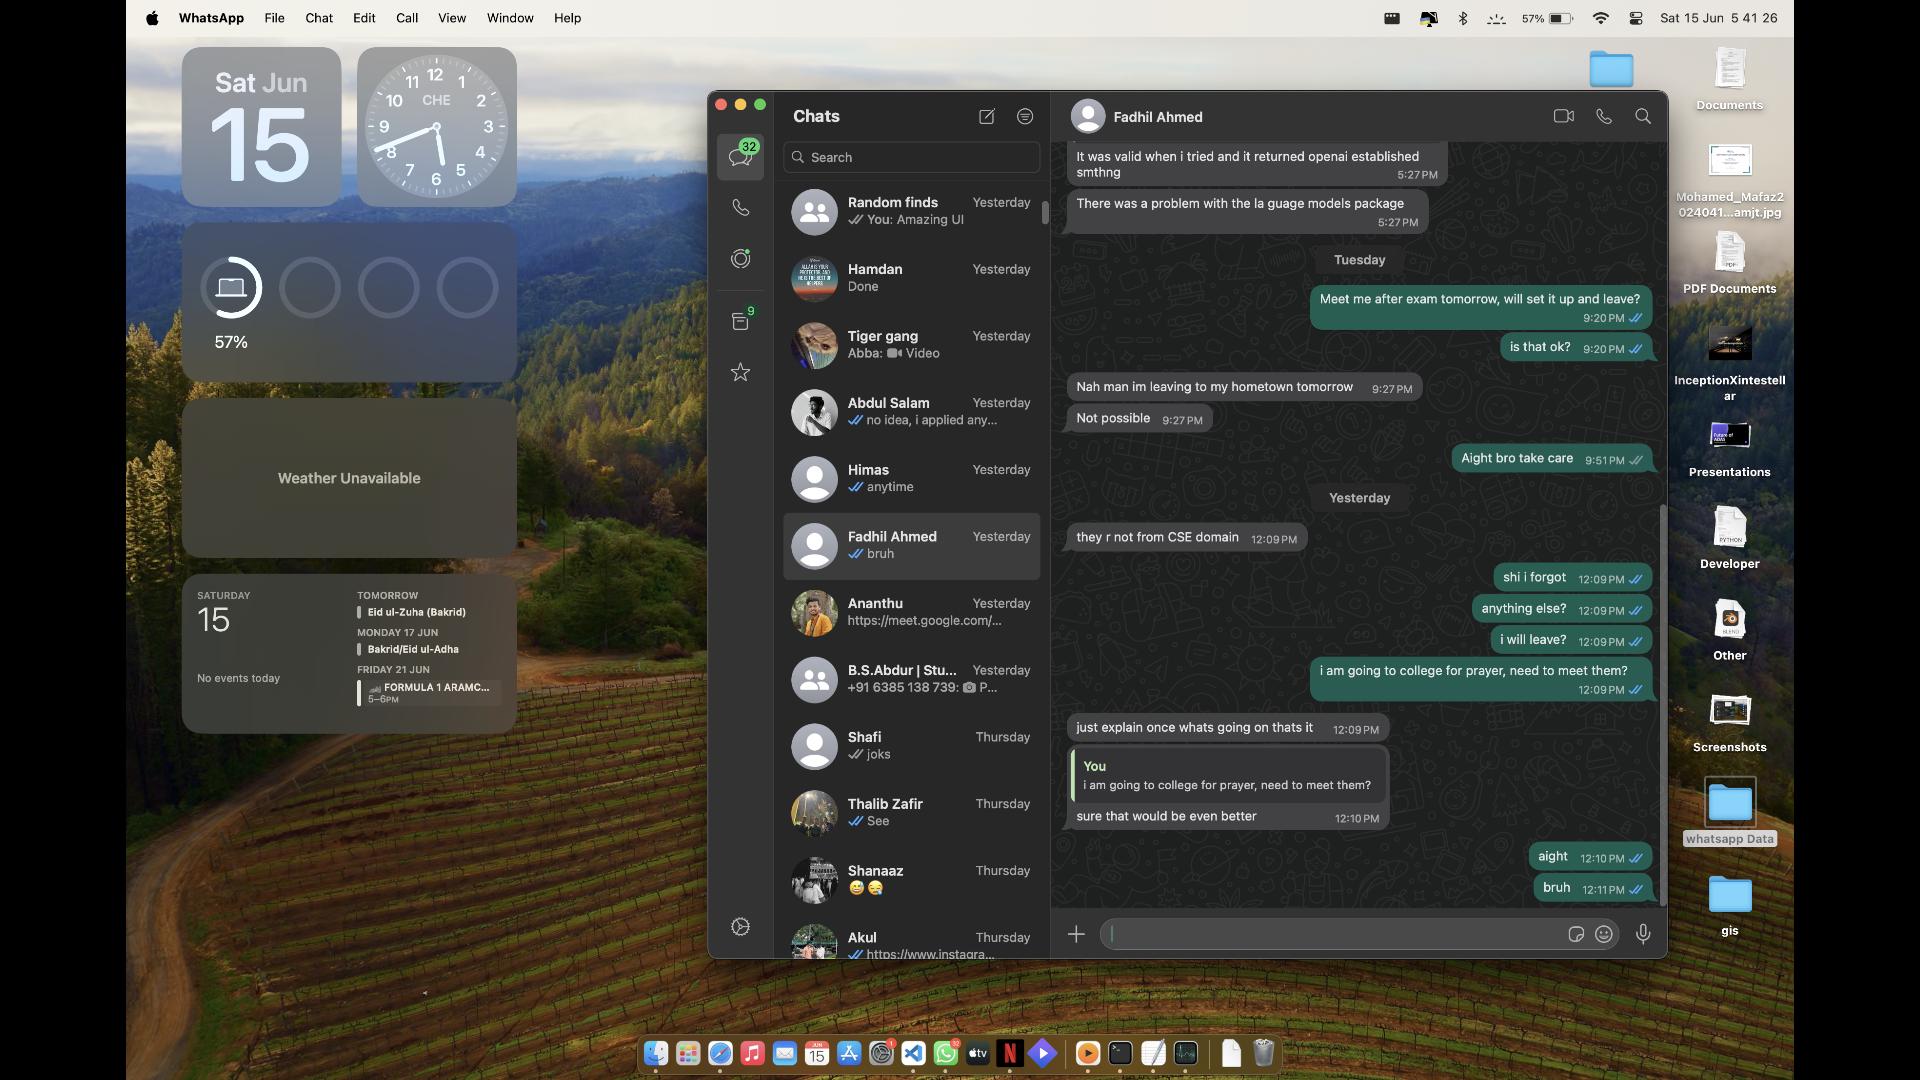 WhatsApp File Chat Edit Call View Window Help
57% Sat 15 Jun 5 41 26
Sat Jun
15
12
11 1
10 CHE 2
9 3
8 4
7 5
6
57%
Weather Unavailable
SATURDAY
15
No events today
TOMORROW
Eid ul-Zuha (Bakrid)
MONDAY 17 JUN
Bakrid/Eid ul-Adha
FRIDAY 21 JUN
FORMULA 1 ARAMC...
5–6PM
32
9
Chats
Search
Random finds Yesterday
You: Amazing UI
Hamdan Yesterday
Done
Tiger gang Yesterday
Abba: Video
Abdul Salam Yesterday
no idea, i applied any...
Himas Yesterday
anytime
Fadhil Ahmed Yesterday
bruh
Ananthu Yesterday
https://meet.google.com/...
B.S.Abdur | Stu... Yesterday
+91 6385 138 739: P...
Shafi Thursday
joks
Thalib Zafir Thursday
See
Shanaaz Thursday
😅😪
Akul Thursday
https://www.instagra...
Fadhil Ahmed
It was valid when i tried and it returned openai established
smthng 5:27 PM
There was a problem with the la guage models package
5:27 PM
Tuesday
Meet me after exam tomorrow, will set it up and leave?
9:20 PM
is that ok? 9:20 PM
Nah man im leaving to my hometown tomorrow 9:27 PM
Not possible 9:27 PM
Aight bro take care 9:51 PM
Yesterday
they r not from CSE domain 12:09 PM
shi i forgot 12:09 PM
anything else? 12:09 PM
i will leave? 12:09 PM
i am going to college for prayer, need to meet them?
12:09 PM
just explain once whats going on thats it 12:09 PM
You
i am going to college for prayer, need to meet them?
sure that would be even better 12:10 PM
aight 12:10 PM
bruh 12:11 PM
Documents
Mohamed_Mafaz2
024041...amjt.jpg
PDF
PDF Documents
InceptionXintestell
ar
Presentations
PYTHON
Developer
BLEND
Other
Screenshots
whatsapp Data
gis
JUN
15
1
32
tv
N